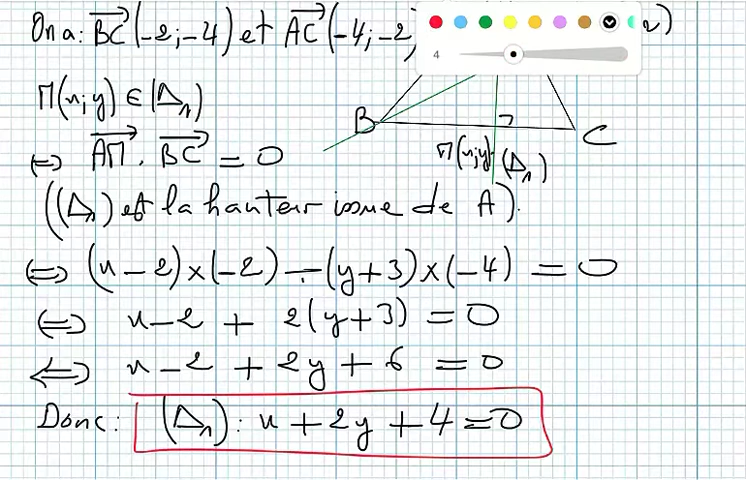 On a: BC(-2;-4) et AC(-4;-2)
4
M(x;y) ∈ (Δ₁)
B
C
⇔ AM . BC = 0
M(x;y) (Δ₁)
((Δ₁) est la hauteur issue de A).
⇔ (x-2)×(-2) + (y+3)×(-4) = 0
⇔ x-2 + 2(y+3) = 0
⇔ x-2 + 2y + 6 = 0
Donc: (Δ₁): x + 2y + 4 = 0